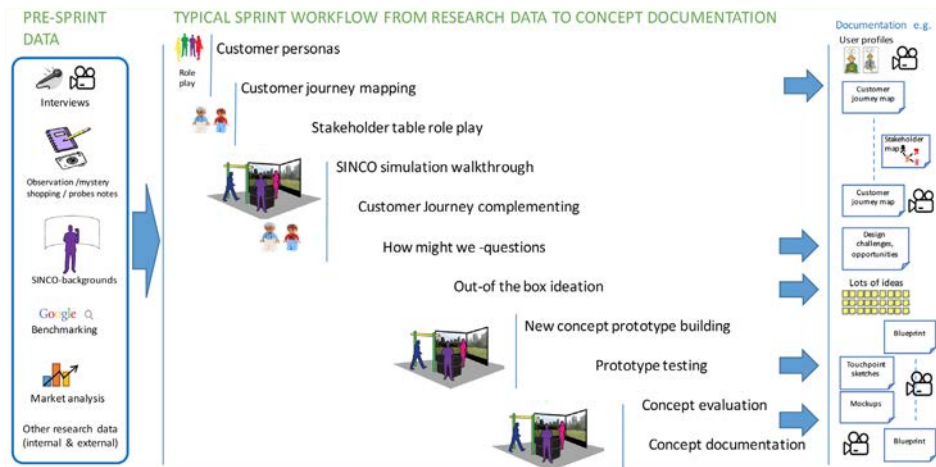 PRE-SPRINT
DATA
Interviews
Observation /mystery
shopping / probes notes
SINCO-backgrounds
Google
Benchmarking
Market analysis
Other research data
(internal & external)
TYPICAL SPRINT WORKFLOW FROM RESEARCH DATA TO CONCEPT DOCUMENTATION
Customer personas
Role
play
Customer journey mapping
Stakeholder table role play
SINCO simulation walkthrough
Customer Journey complementing
How might we -questions
Out-of the box ideation
New concept prototype building
Prototype testing
Concept evaluation
Concept documentation
Documentation e.g.
User profiles
Customer
journey map
Stakeholder
map
Customer
journey map
Design
challenges,
opportunities
Lots of ideas
Blueprint
Touchpoint
sketches
Mockups
Blueprint